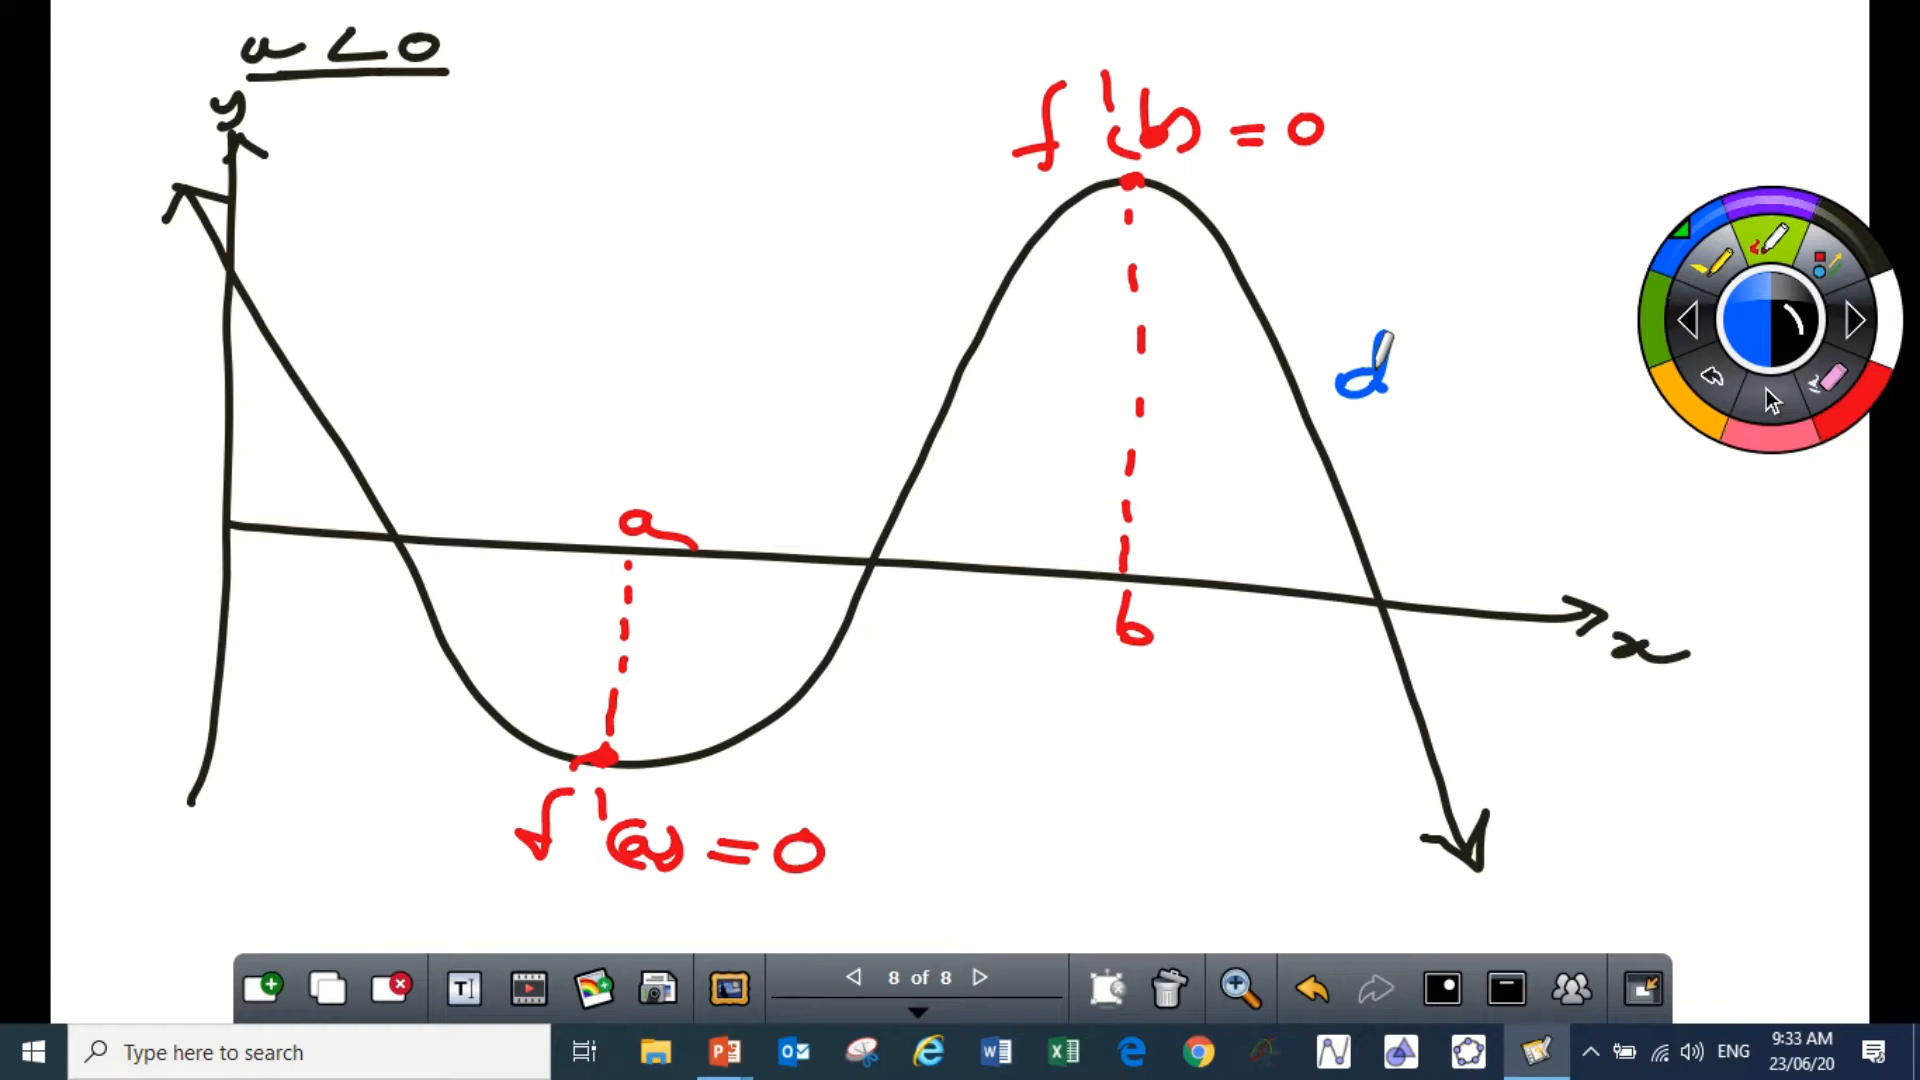 a < 0
y
f'(b) = 0
d
a
b
x
f'(a) = 0
8 of 8
Type here to search
ENG
9:33 AM
23/06/20